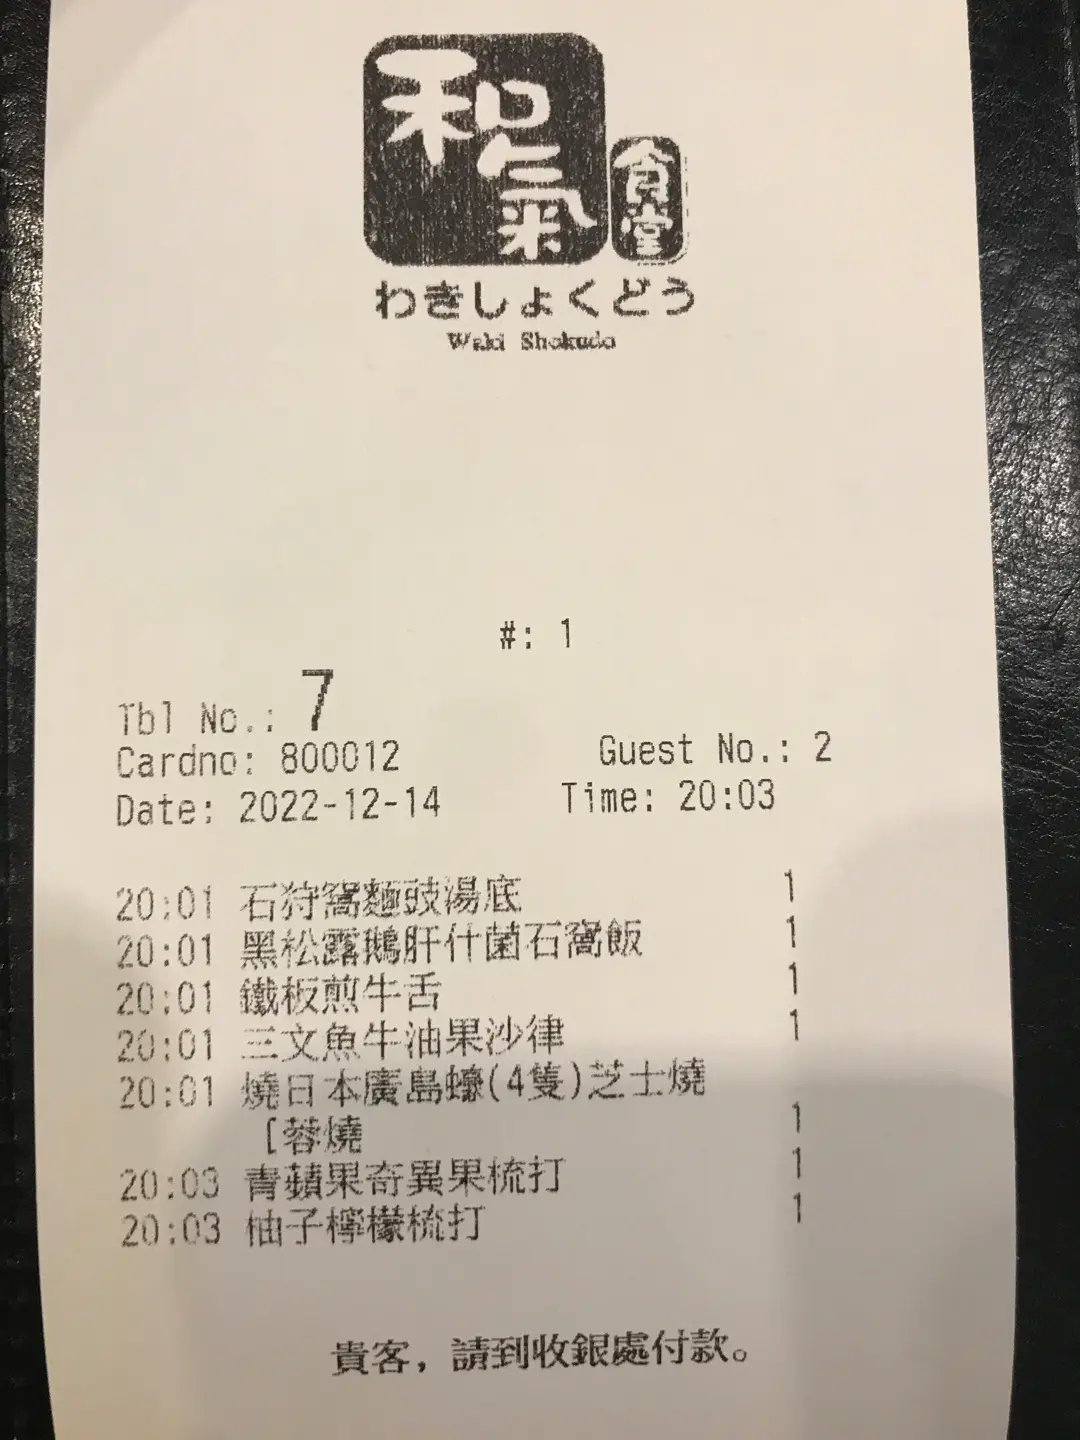 和氣
食堂
わきしょくどう
Waki Shokudo
#: 1
Tbl No.: 7
Cardno: 800012 Guest No.: 2
Date: 2022-12-14 Time: 20:03
20:01 石狩窩麵豉湯底 1
20:01 黑松露鵝肝什菌石窩飯 1
20:01 鐵板煎牛舌 1
20:01 三文魚牛油果沙律 1
20:01 燒日本廣島蠔(4隻)芝士燒
[蓉燒 1
20:03 青蘋果奇異果梳打 1
20:03 柚子檸檬梳打 1
貴客，請到收銀處付款。